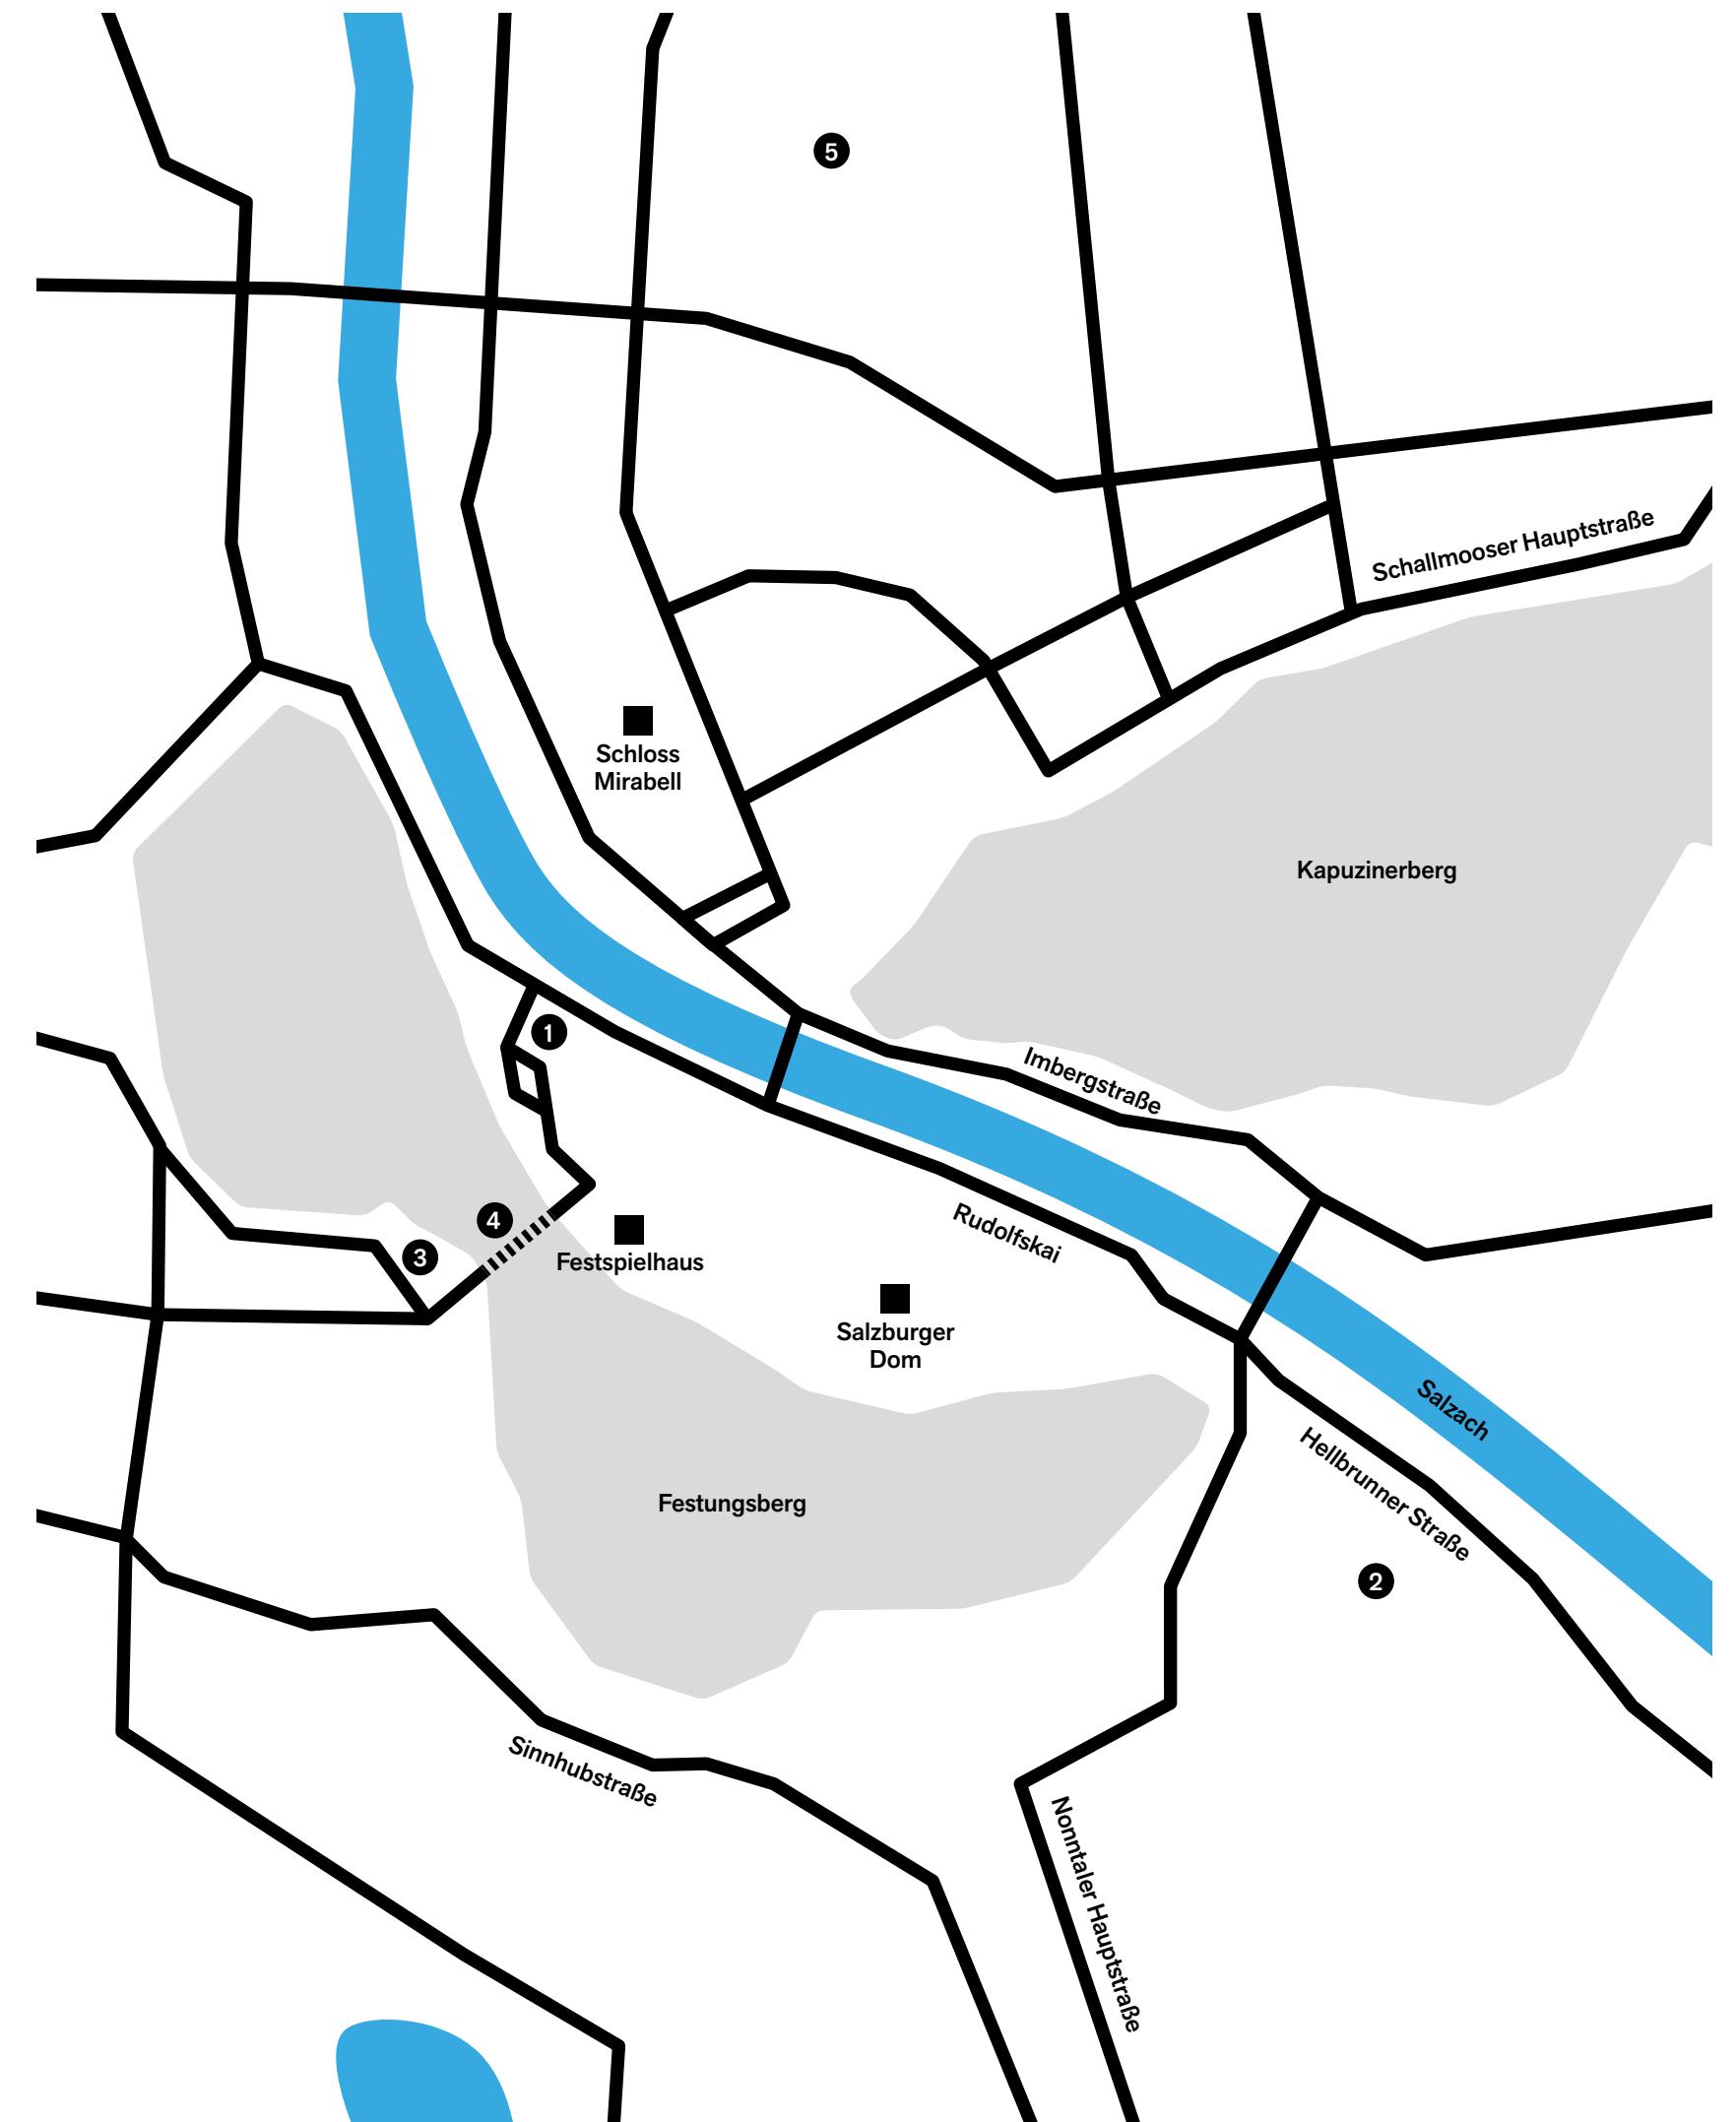 5
Schallmooser Hauptstraße
Schloss
Mirabell
Kapuzinerberg
1
Imbergstraße
4
3
Festspielhaus
Rudolfskai
Salzburger
Dom
Salzach
Hellbrunner Straße
Festungsberg
2
Sinnhubstraße
Nonntaler Hauptstraße